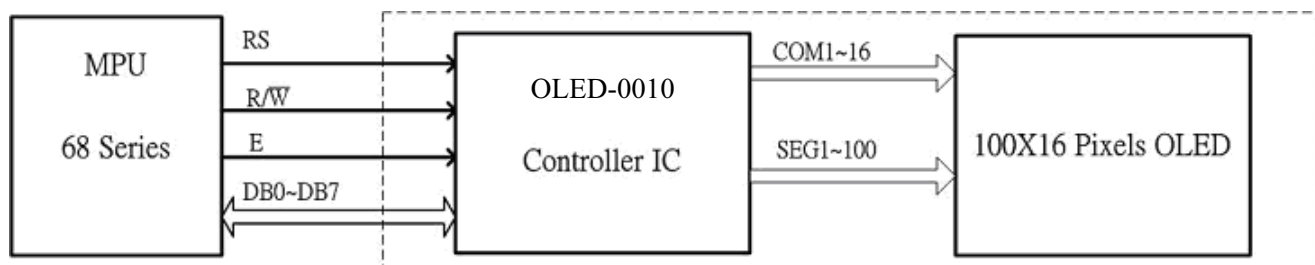 MPU
68 Series
RS
R/W̅
E
DB0~DB7
OLED-0010
Controller IC
COM1~16
SEG1~100
100X16 Pixels OLED